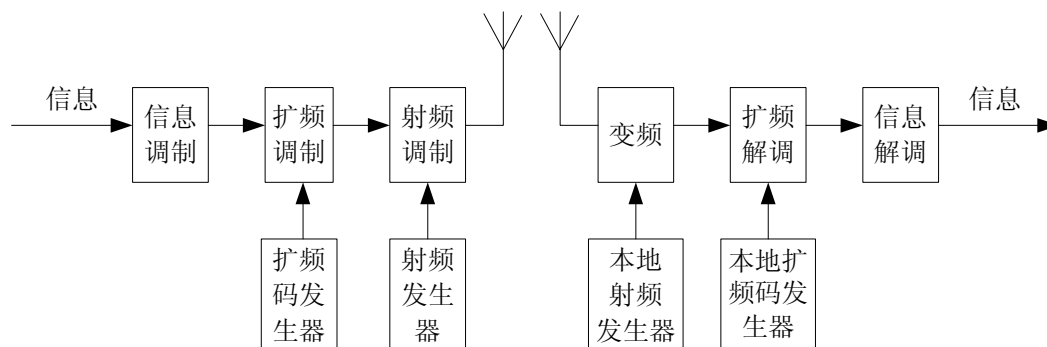 信息
信息
调制
扩频
调制
射频
调制
变频
扩频
解调
信息
解调
信息
扩频
码发
生器
射频
发生
器
本地
射频
发生器
本地扩
频码发
生器